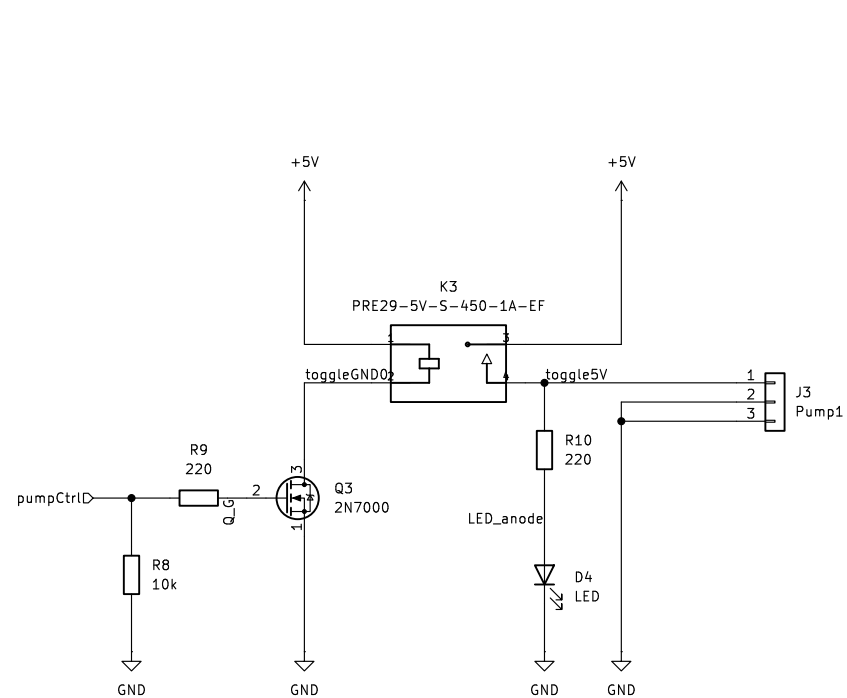 +5V
+5V
K3
PRE29-5V-S-450-1A-EF
1
3
toggleGND0
2
4
toggle5V
1
2
3
J3
Pump1
R9
220
R10
220
pumpCtrl
Q_G
2
3
1
Q3
2N7000
LED_anode
R8
10k
D4
LED
GND
GND
GND
GND